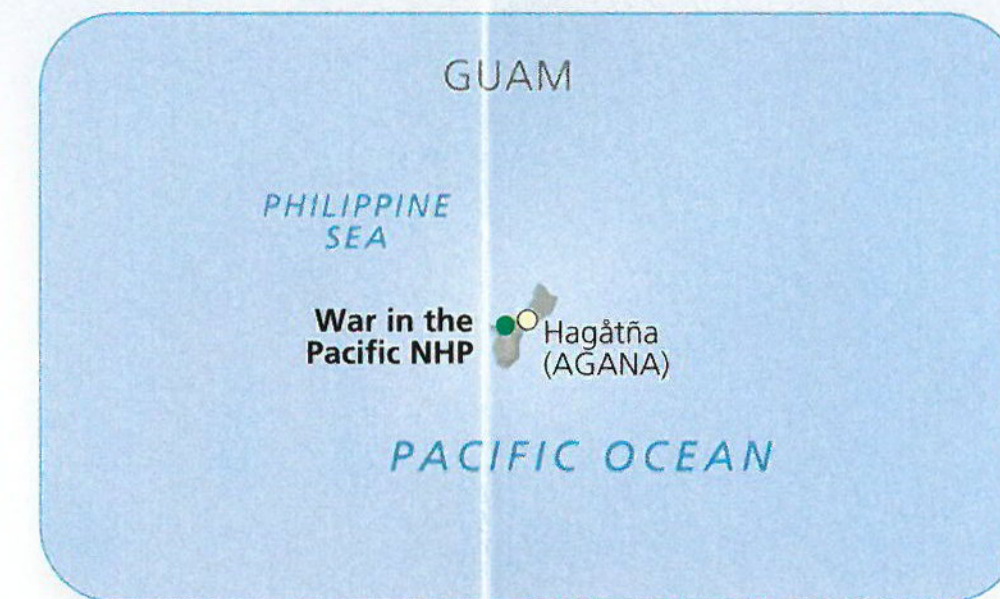 GUAM
PHILIPPINE
SEA
War in the
Pacific NHP
Hagåtña
(AGANA)
PACIFIC OCEAN